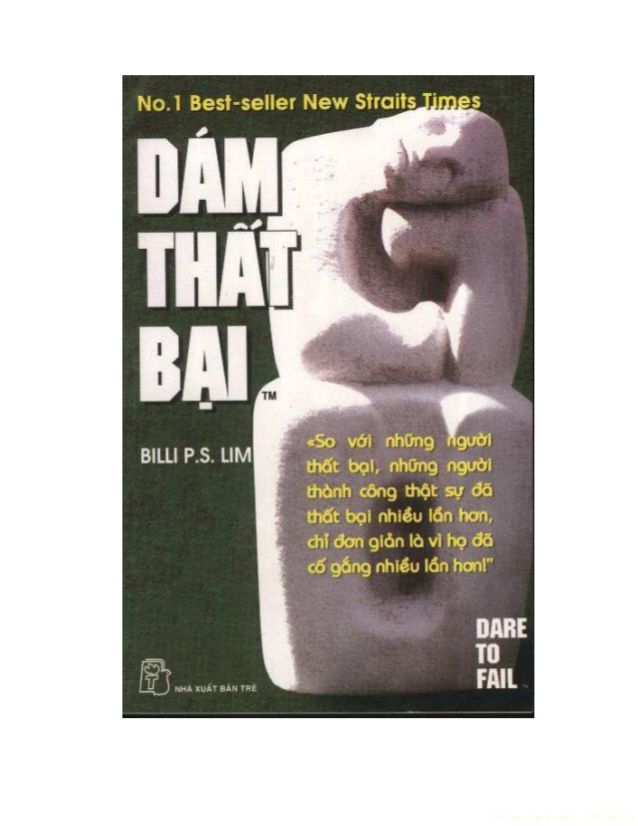 No.1 Best-seller New Straits Times
DÁM
THẤT
BẠI ™
BILLI P.S. LIM
«So với những người
thất bại, những người
thành công thật sự đã
thất bại nhiều lần hơn,
chỉ đơn giản là vì họ đã
cố gắng nhiều lần hơn!"
DARE
TO
FAIL ™
NHÀ XUẤT BẢN TRẺ